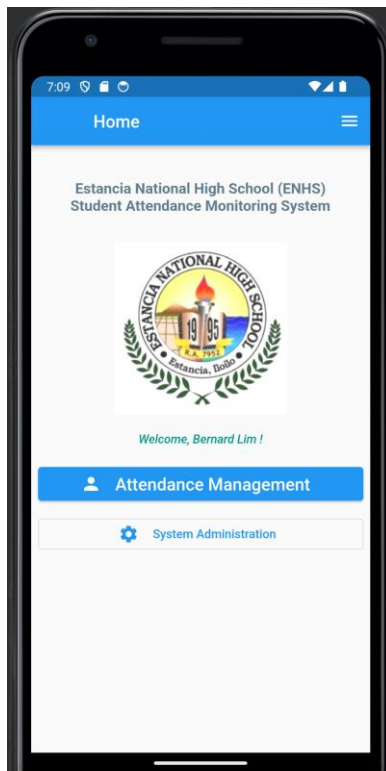 7:09
Home
Estancia National High School (ENHS)
Student Attendance Monitoring System
ESTANCIA NATIONAL HIGH SCHOOL
19 95
R.A. 7952
Estancia, Iloilo
Welcome, Bernard Lim !
Attendance Management
System Administration